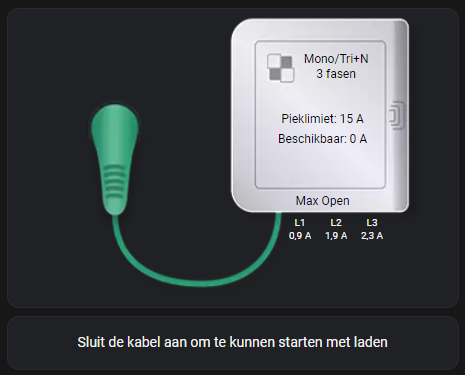 Mono/Tri+N
3 fasen
Pieklimiet: 15 A
Beschikbaar: 0 A
Max Open
L1 L2 L3
0,9 A 1,9 A 2,3 A
Sluit de kabel aan om te kunnen starten met laden